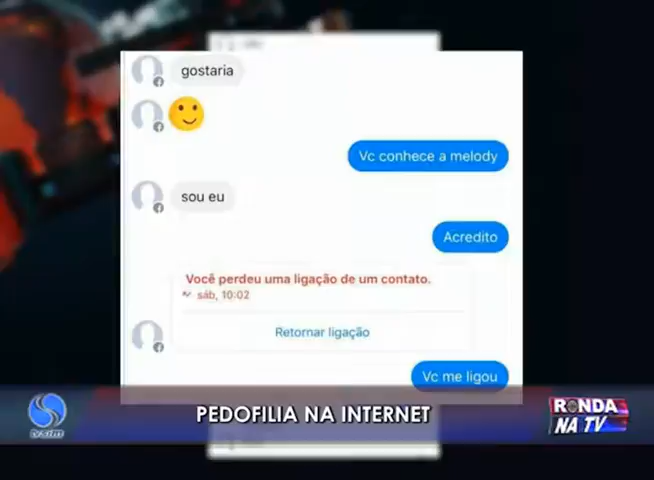 gostaria
Vc conhece a melody
sou eu
Acredito
Você perdeu uma ligação de um contato.
sáb, 10:02
Retornar ligação
Vc me ligou
PEDOFILIA NA INTERNET
tvsim
RONDA
NA TV